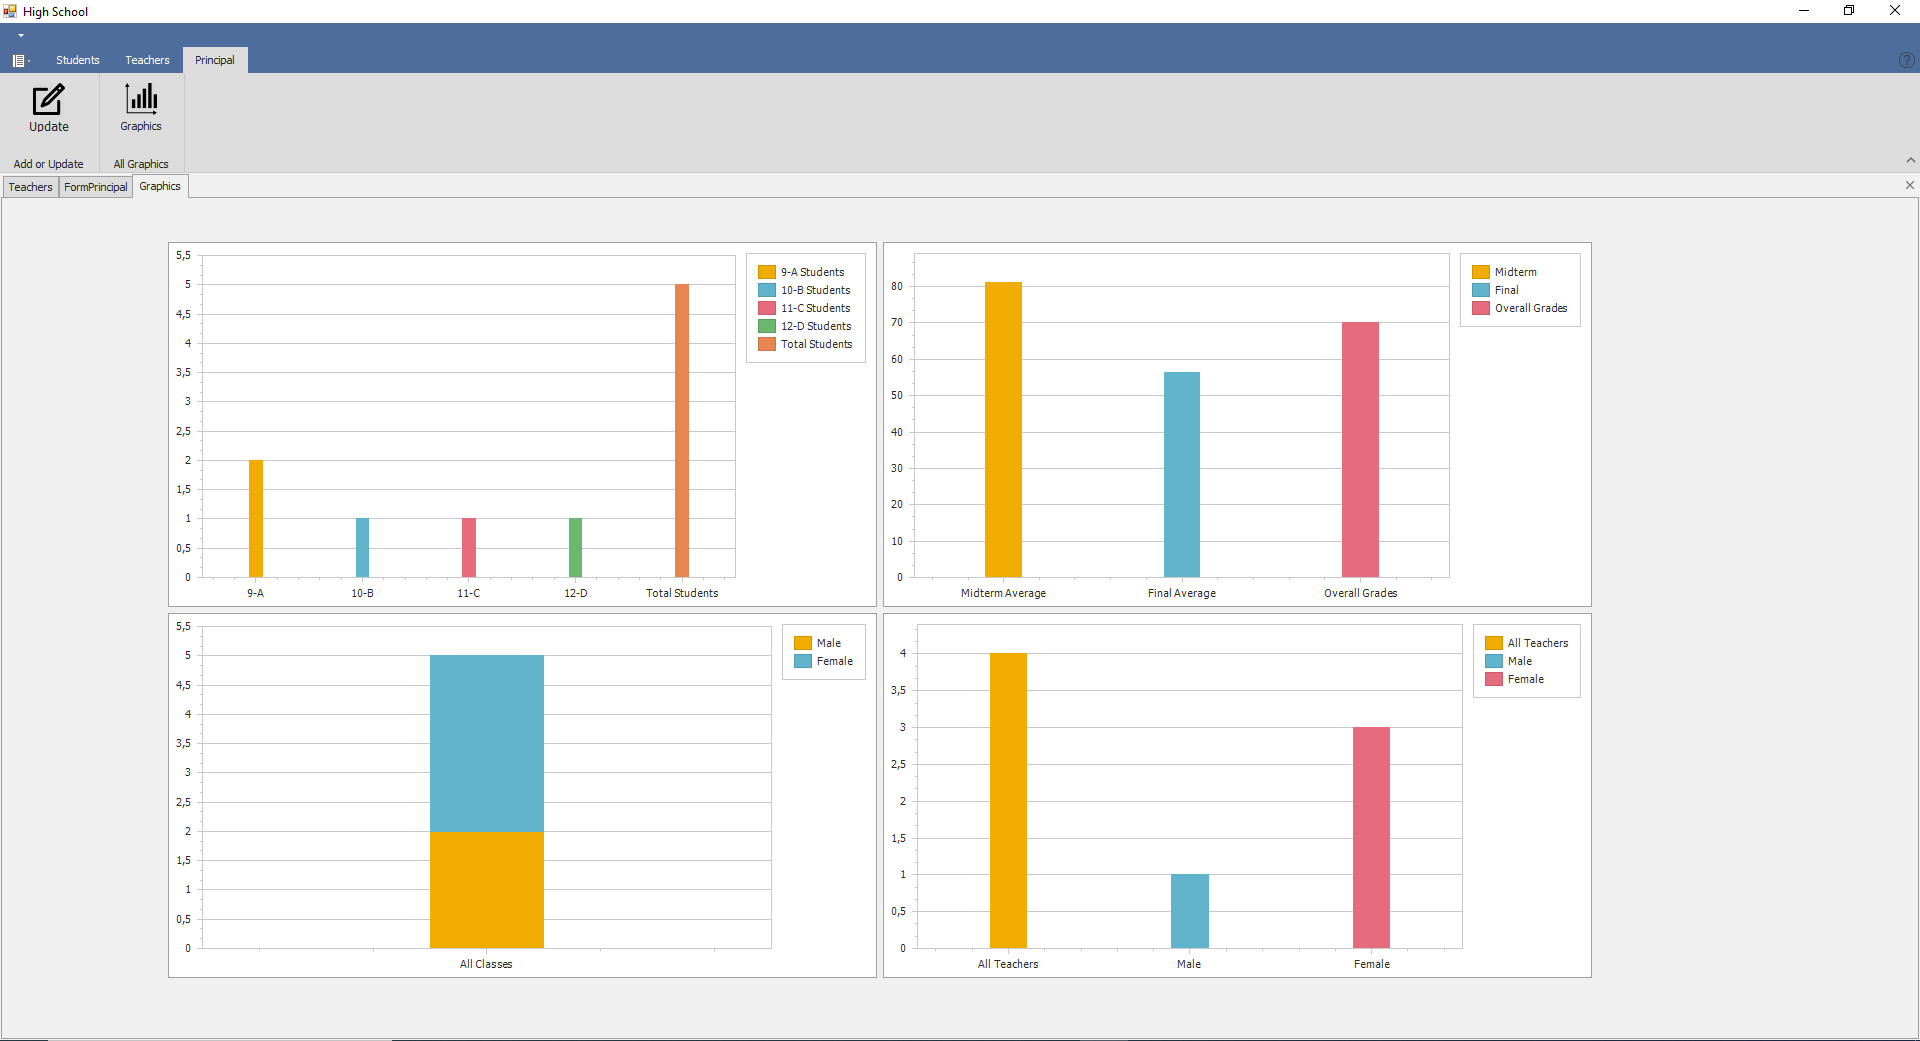 High School
Students
Teachers
Principal
Update
Graphics
Add or Update
All Graphics
Teachers
FormPrincipal
Graphics
5,5
5
4,5
4
3,5
3
2,5
2
1,5
1
0,5
0
9-A
10-B
11-C
12-D
Total Students
9-A Students
10-B Students
11-C Students
12-D Students
Total Students
80
70
60
50
40
30
20
10
0
Midterm Average
Final Average
Overall Grades
Midterm
Final
Overall Grades
5,5
5
4,5
4
3,5
3
2,5
2
1,5
1
0,5
0
All Classes
Male
Female
4
3,5
3
2,5
2
1,5
1
0,5
0
All Teachers
Male
Female
All Teachers
Male
Female